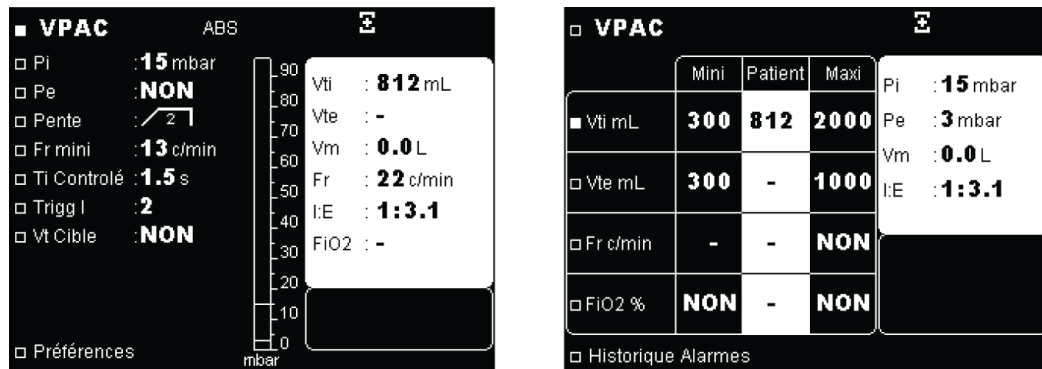 VPAC ABS
Pi :15 mbar
Pe :NON
Pente : 2
Fr mini :13 c/min
Ti Controlé :1.5 s
Trigg I :2
Vt Cible :NON
Préférences
90
80
70
60
50
40
30
20
10
0
mbar
Vti : 812 mL
Vte : -
Vm : 0.0 L
Fr : 22 c/min
I:E : 1:3.1
FiO2 : -
VPAC
Mini Patient Maxi
Vti mL 300 812 2000
Vte mL 300 - 1000
Fr c/min - - NON
FiO2 % NON - NON
Historique Alarmes
Pi :15 mbar
Pe :3 mbar
Vm :0.0 L
I:E :1:3.1